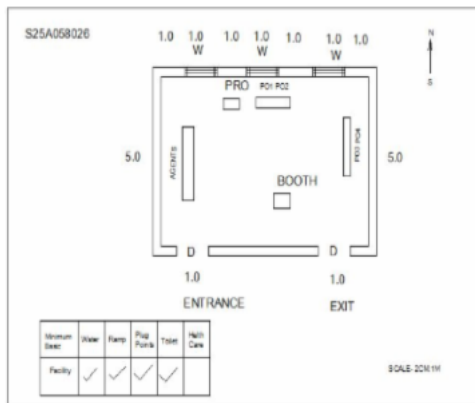 S25A058026
1.0 1.0 1.0 1.0 1.0 1.0 1.0
W W W
N
S
PRO PO1 PO2
AGENTS
PO3 PO4
5.0
5.0
BOOTH
D D
1.0 1.0
ENTRANCE EXIT
Minimum Basic Water Ramp Plug Points Toilet Helth Care
Facility ✓ ✓ ✓ ✓
SCALE- 2CM:1M